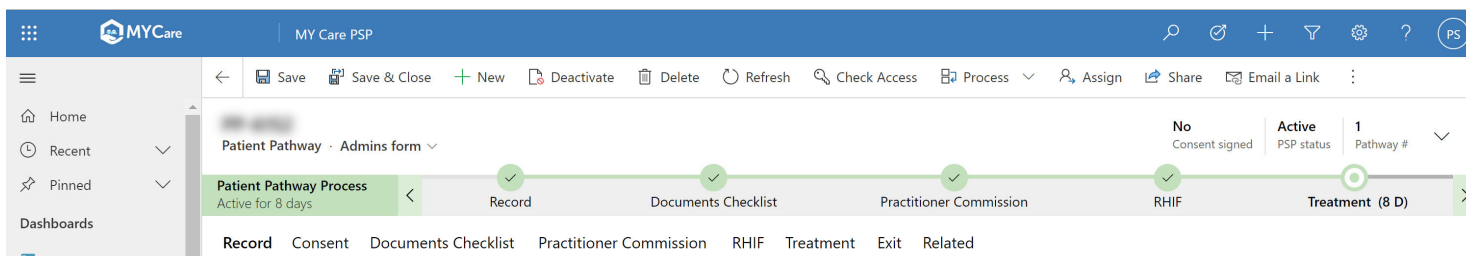 MYCare MY Care PSP ? PS
Save Save & Close New Deactivate Delete Refresh Check Access Process Assign Share Email a Link
Home
Recent
Pinned
Dashboards
Patient Pathway · Admins form
No Active 1
Consent signed PSP status Pathway #
Patient Pathway Process
Active for 8 days
Record Documents Checklist Practitioner Commission RHIF Treatment (8 D)
Record Consent Documents Checklist Practitioner Commission RHIF Treatment Exit Related